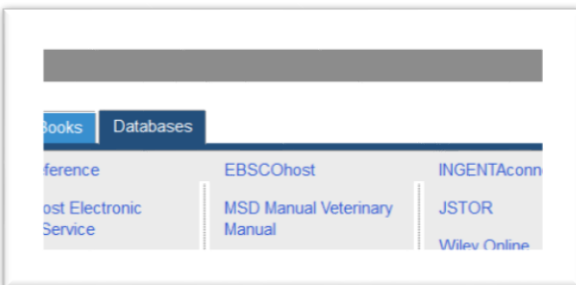 Books Databases
ference EBSCOhost INGENTAconn
ost Electronic MSD Manual Veterinary JSTOR
Service Manual
Wiley Online